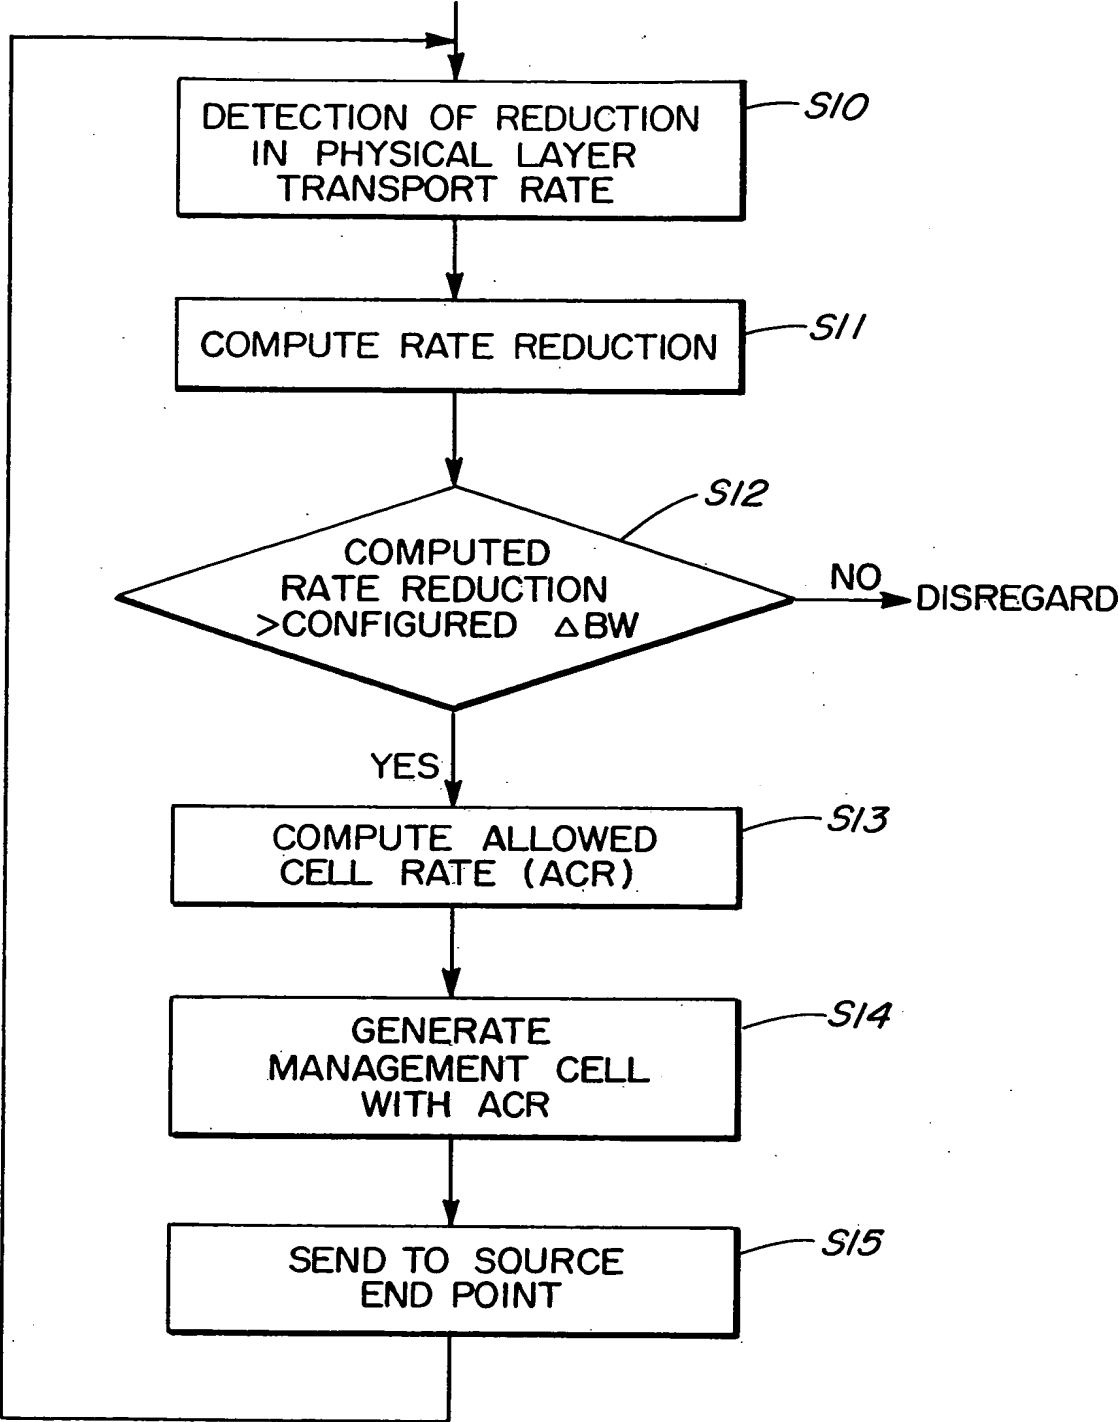 DETECTION OF REDUCTION
IN PHYSICAL LAYER
TRANSPORT RATE
S10
COMPUTE RATE REDUCTION
S11
S12
COMPUTED
RATE REDUCTION
>CONFIGURED △BW
NO
DISREGARD
YES
COMPUTE ALLOWED
CELL RATE (ACR)
S13
GENERATE
MANAGEMENT CELL
WITH ACR
S14
SEND TO SOURCE
END POINT
S15